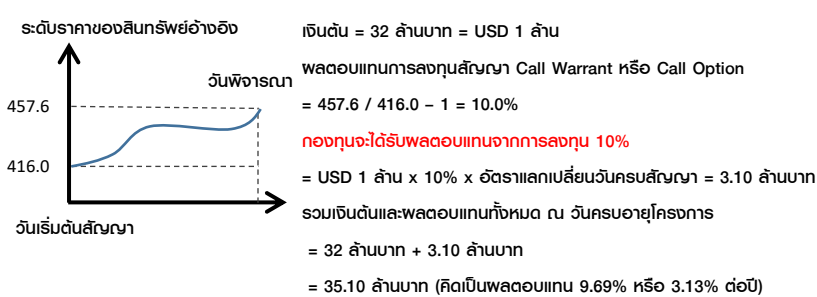 ระดับราคาของสินทรัพย์อ้างอิง
วันพิจารณา
457.6
416.0
วันเริ่มต้นสัญญา
เงินต้น = 32 ล้านบาท = USD 1 ล้าน
ผลตอบแทนการลงทุนสัญญา Call Warrant หรือ Call Option
= 457.6 / 416.0 – 1 = 10.0%
กองทุนจะได้รับผลตอบแทนจากการลงทุน 10%
= USD 1 ล้าน x 10% x อัตราแลกเปลี่ยนวันครบสัญญา = 3.10 ล้านบาท
รวมเงินต้นและผลตอบแทนทั้งหมด ณ วันครบอายุโครงการ
= 32 ล้านบาท + 3.10 ล้านบาท
= 35.10 ล้านบาท (คิดเป็นผลตอบแทน 9.69% หรือ 3.13% ต่อปี)